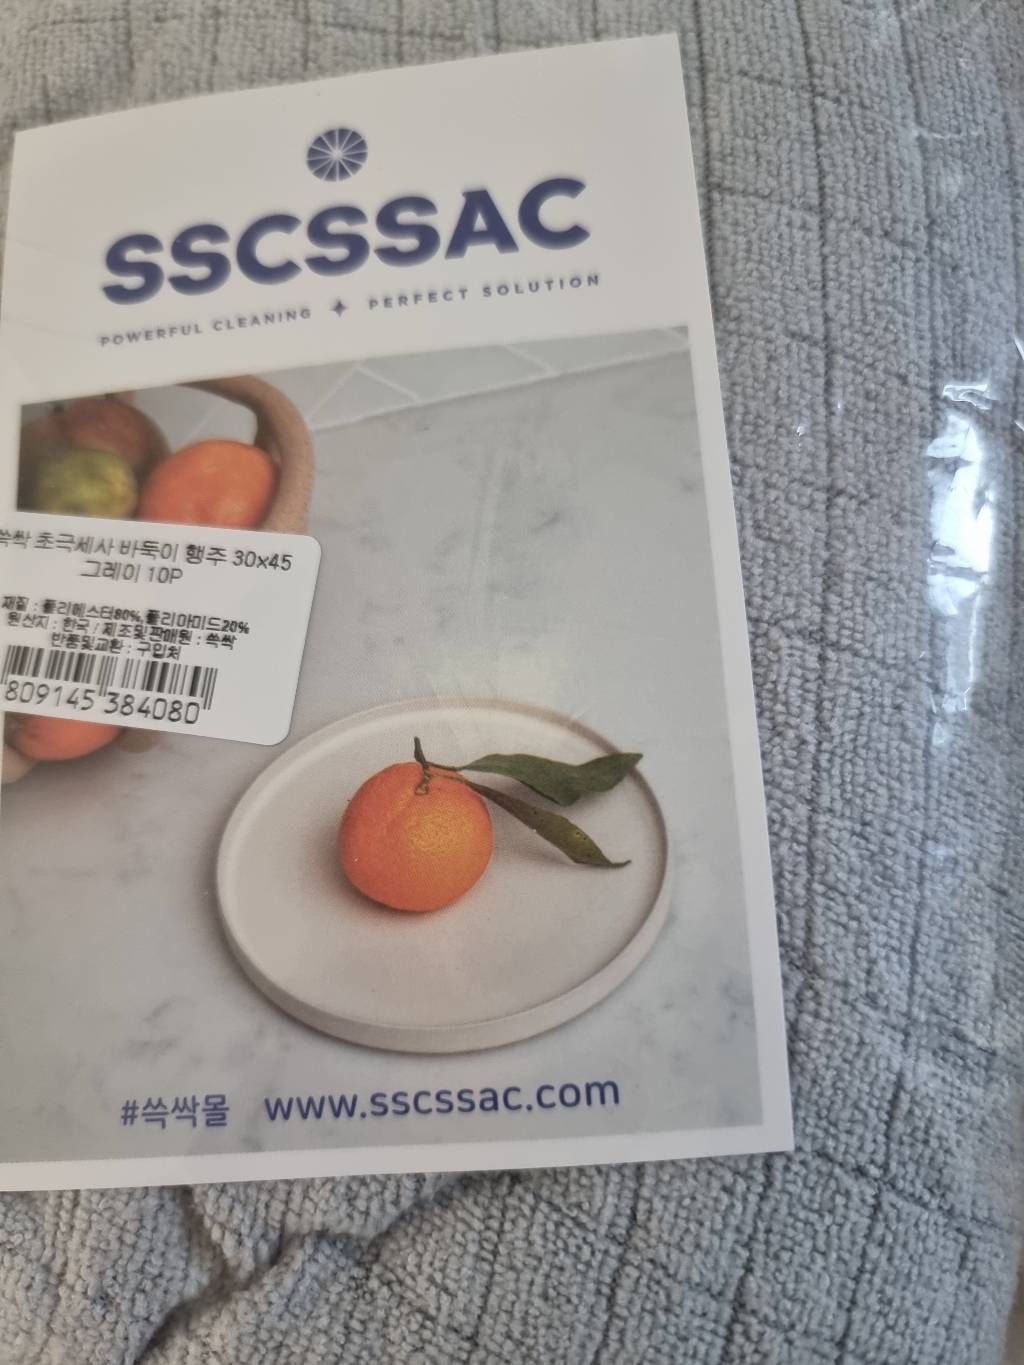 SSCSSAC
POWERFUL CLEANING ✦ PERFECT SOLUTION
쓱싹 초극세사 바둑이 행주 30x45
그레이 10P
재질 : 폴리에스터80%,폴리아미드20%
원산지 : 한국 / 제조및판매원 : 쓱싹
반품및교환 : 구입처
809145 384080
#쓱싹몰 www.sscssac.com